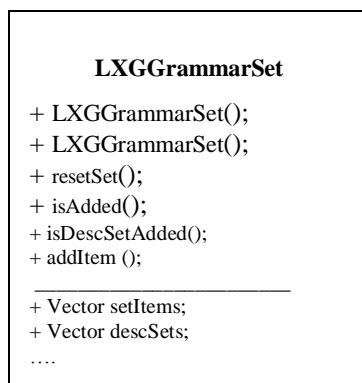 LXGGrammarSet
+ LXGGrammarSet();
+ LXGGrammarSet();
+ resetSet();
+ isAdded();
+ isDescSetAdded();
+ addItem ();
+ Vector setItems;
+ Vector descSets;
....